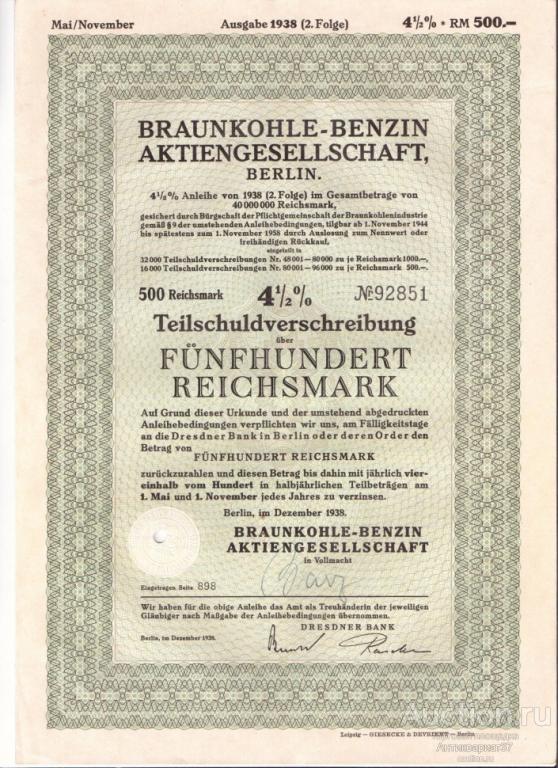 Mai/November Ausgabe 1938 (2. Folge) 4½% * RM 500.—
BRAUNKOHLE-BENZIN
AKTIENGESELLSCHAFT,
BERLIN.
4½% Anleihe von 1938 (2. Folge) im Gesamtbetrage von
40 000 000 Reichsmark,
gesichert durch Bürgschaft der Pflichtgemeinschaft der Braunkohlenindustrie
gemäß § 9 der umstehenden Anleihebedingungen, tilgbar ab 1. November 1944
bis spätestens zum 1. November 1958 durch Auslosung zum Nennwert oder
freihändigen Rückkauf,
eingeteilt in
32 000 Teilschuldverschreibungen Nr. 48 001—80 000 zu je Reichsmark 1000.—,
16 000 Teilschuldverschreibungen Nr. 80 001—96 000 zu je Reichsmark 500.—.
500 Reichsmark 4½% № 92851
Teilschuldverschreibung
über
FÜNFHUNDERT
REICHSMARK
Auf Grund dieser Urkunde und der umstehend abgedruckten
Anleihebedingungen verpflichten wir uns, am Fälligkeitstage
an die Dresdner Bank in Berlin oder deren Order den
Betrag von
FÜNFHUNDERT REICHSMARK
zurückzuzahlen und diesen Betrag bis dahin mit jährlich vier-
einhalb vom Hundert in halbjährlichen Teilbeträgen am
1. Mai und 1. November jedes Jahres zu verzinsen.
Berlin, im Dezember 1938.
BRAUNKOHLE-BENZIN
AKTIENGESELLSCHAFT
in Vollmacht
Eingetragen Seite 898
Wir haben für die obige Anleihe das Amt als Treuhänderin der jeweiligen
Gläubiger nach Maßgabe der Anleihebedingungen übernommen.
DRESDNER BANK
Berlin, im Dezember 1938.
Leipzig — GIESECKE & DEVRIENT — Berlin
Auction.ru
Антиквариат37
auction.ru